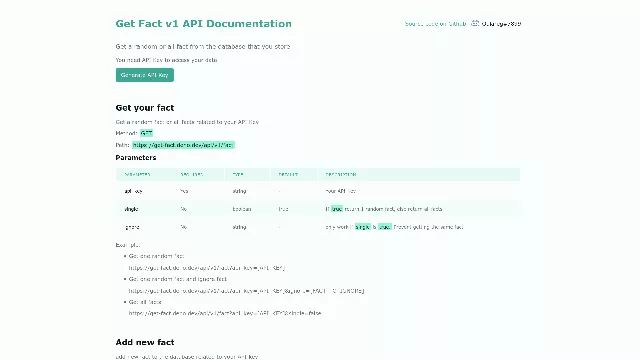 Get Fact v1 API Documentation
Source code on Github
Get a random or all fact from the database that you store
You need API Key to access your data
Generate API Key
Get your fact
Get a random fact or all facts related to your API Key
Method: GET
Path: https://get-fact.deno.dev/api/v1/fact
Parameters
PARAMETER REQUIRED TYPE DEFAULT DESCRIPTION
api_key Yes string - Your API Key
single No boolean true If true return 1 random fact, else return all facts
ignore No string - only work if single is true. Prevent getting the same fact
Example:
Get one random fact
https://get-fact.deno.dev/api/v1/fact?api_key=[API_KEY]
Get one random fact and ignore fact
https://get-fact.deno.dev/api/v1/fact?api_key=[API_KEY]&ignore=[FACT_TO_IGNORE]
Get all facts
https://get-fact.deno.dev/api/v1/fact?api_key=[API_KEY]&single=false
Add new fact
add new fact to the database related to your API Key